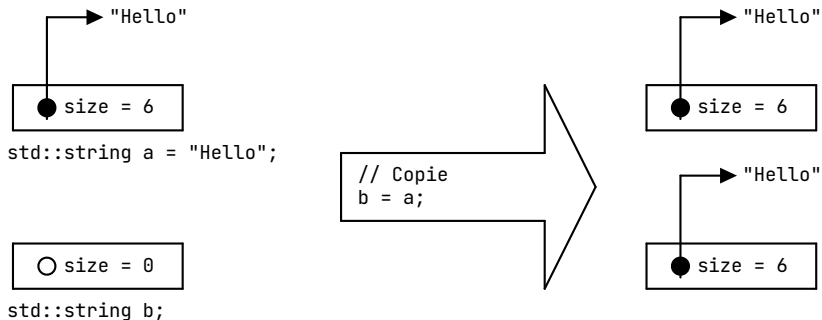 "Hello"
size = 6
std::string a = "Hello";
size = 0
std::string b;
// Copie
b = a;
"Hello"
size = 6
"Hello"
size = 6